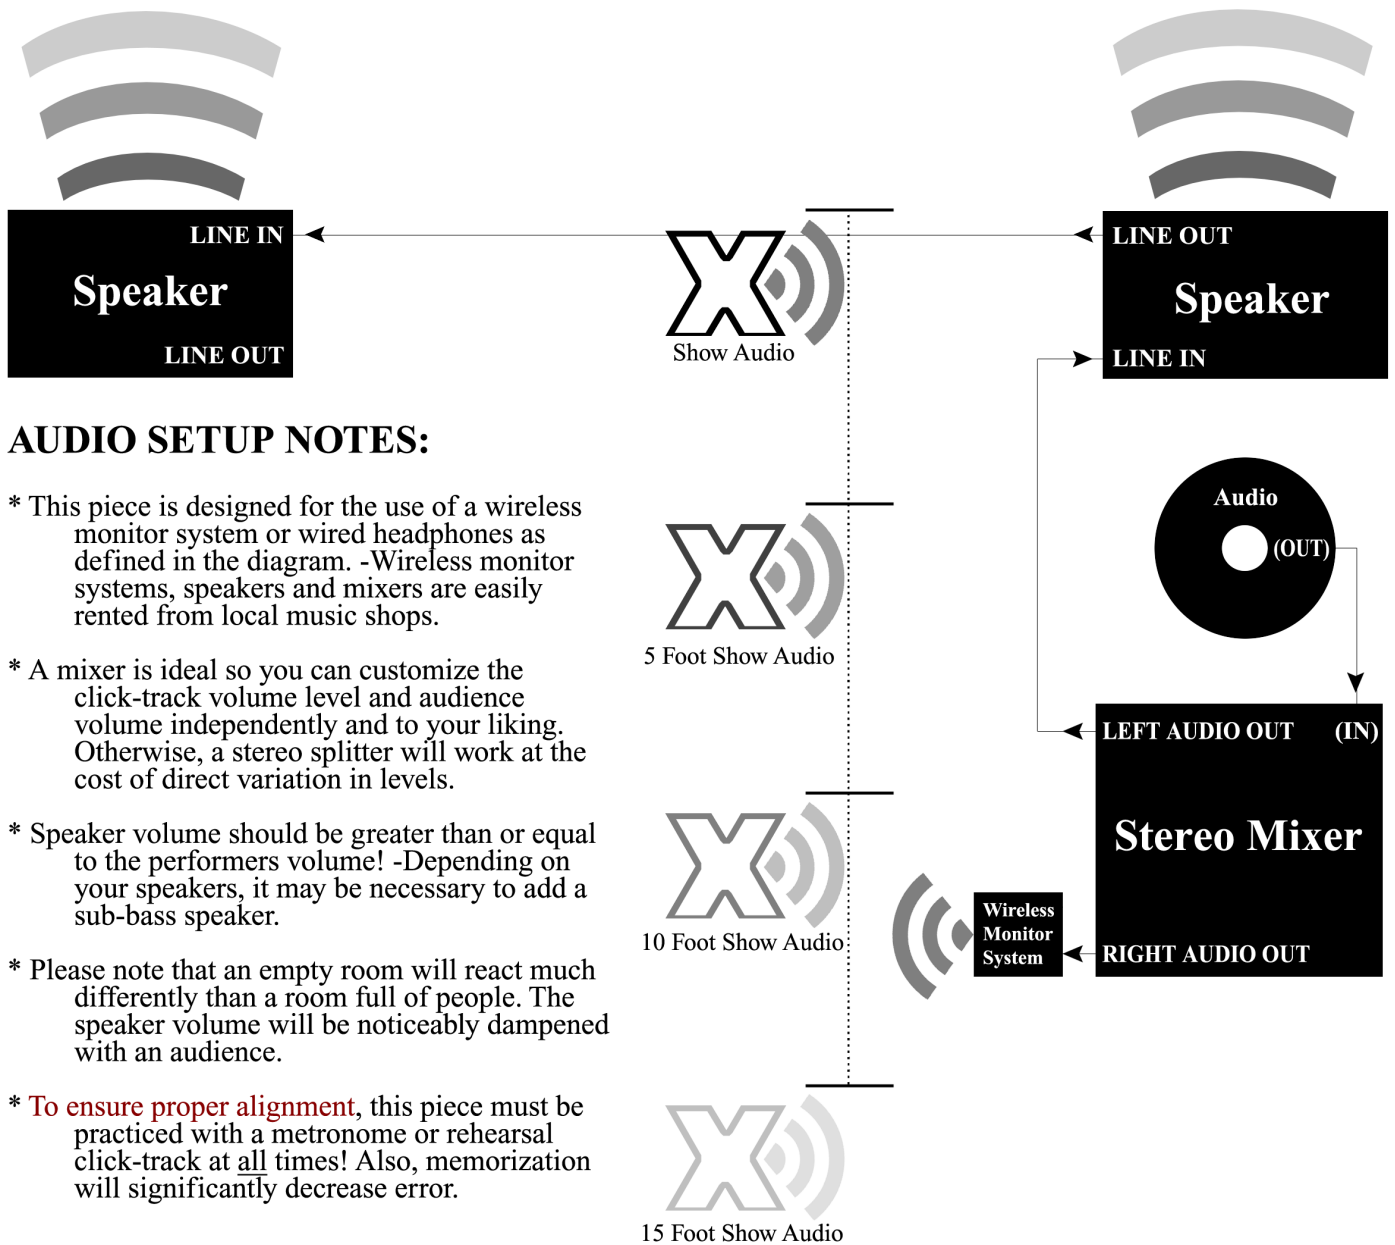 LINE IN
Speaker
LINE OUT
LINE OUT
Speaker
LINE IN
Show Audio
AUDIO SETUP NOTES:
* This piece is designed for the use of a wireless
monitor system or wired headphones as
defined in the diagram. -Wireless monitor
systems, speakers and mixers are easily
rented from local music shops.
* A mixer is ideal so you can customize the
click-track volume level and audience
volume independently and to your liking.
Otherwise, a stereo splitter will work at the
cost of direct variation in levels.
* Speaker volume should be greater than or equal
to the performers volume! -Depending on
your speakers, it may be necessary to add a
sub-bass speaker.
* Please note that an empty room will react much
differently than a room full of people. The
speaker volume will be noticeably dampened
with an audience.
* To ensure proper alignment, this piece must be
practiced with a metronome or rehearsal
click-track at all times! Also, memorization
will significantly decrease error.
X
X
5 Foot Show Audio
X
10 Foot Show Audio
X
15 Foot Show Audio
Audio
(OUT)
LEFT AUDIO OUT (IN)
Stereo Mixer
RIGHT AUDIO OUT
Wireless
Monitor
System